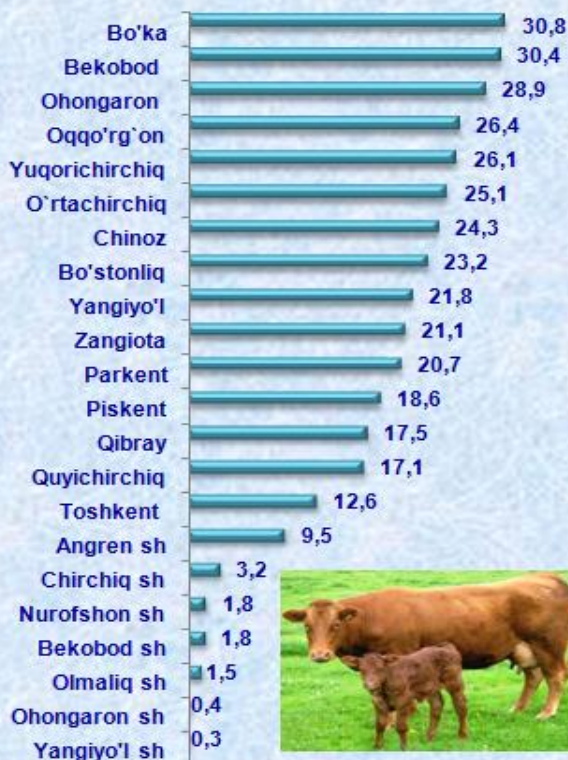 Bo'ka 30,8
Bekobod 30,4
Ohongaron 28,9
Oqqo'rg`on 26,4
Yuqorichirchiq 26,1
O`rtachirchiq 25,1
Chinoz 24,3
Bo'stonliq 23,2
Yangiyo'l 21,8
Zangiota 21,1
Parkent 20,7
Piskent 18,6
Qibray 17,5
Quyichirchiq 17,1
Toshkent 12,6
Angren sh 9,5
Chirchiq sh 3,2
Nurofshon sh 1,8
Bekobod sh 1,8
Olmaliq sh 1,5
Ohongaron sh 0,4
Yangiyo'l sh 0,3